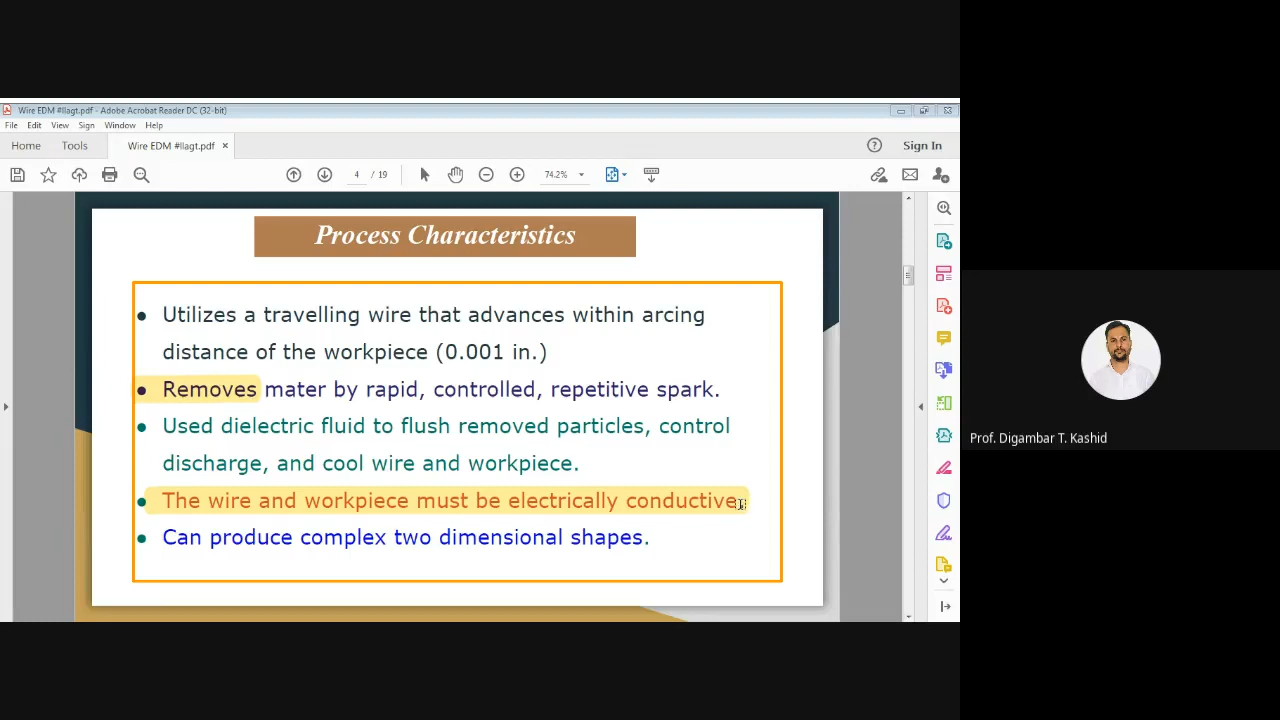 Wire EDM #llagt.pdf - Adobe Acrobat Reader DC (32-bit)
File Edit View Sign Window Help
Home Tools Wire EDM #llagt.pdf × Sign In
4 / 19 74.2%
Process Characteristics
• Utilizes a travelling wire that advances within arcing
distance of the workpiece (0.001 in.)
• Removes mater by rapid, controlled, repetitive spark.
• Used dielectric fluid to flush removed particles, control
discharge, and cool wire and workpiece.
• The wire and workpiece must be electrically conductive.
• Can produce complex two dimensional shapes.
Prof. Digambar T. Kashid